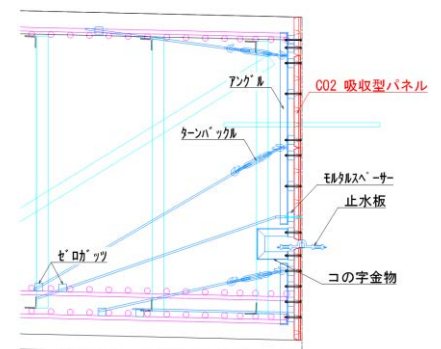 アングル
CO2 吸収型パネル
ターンバックル
モルタルスペーサー
止水板
ゼロガッツ
コの字金物